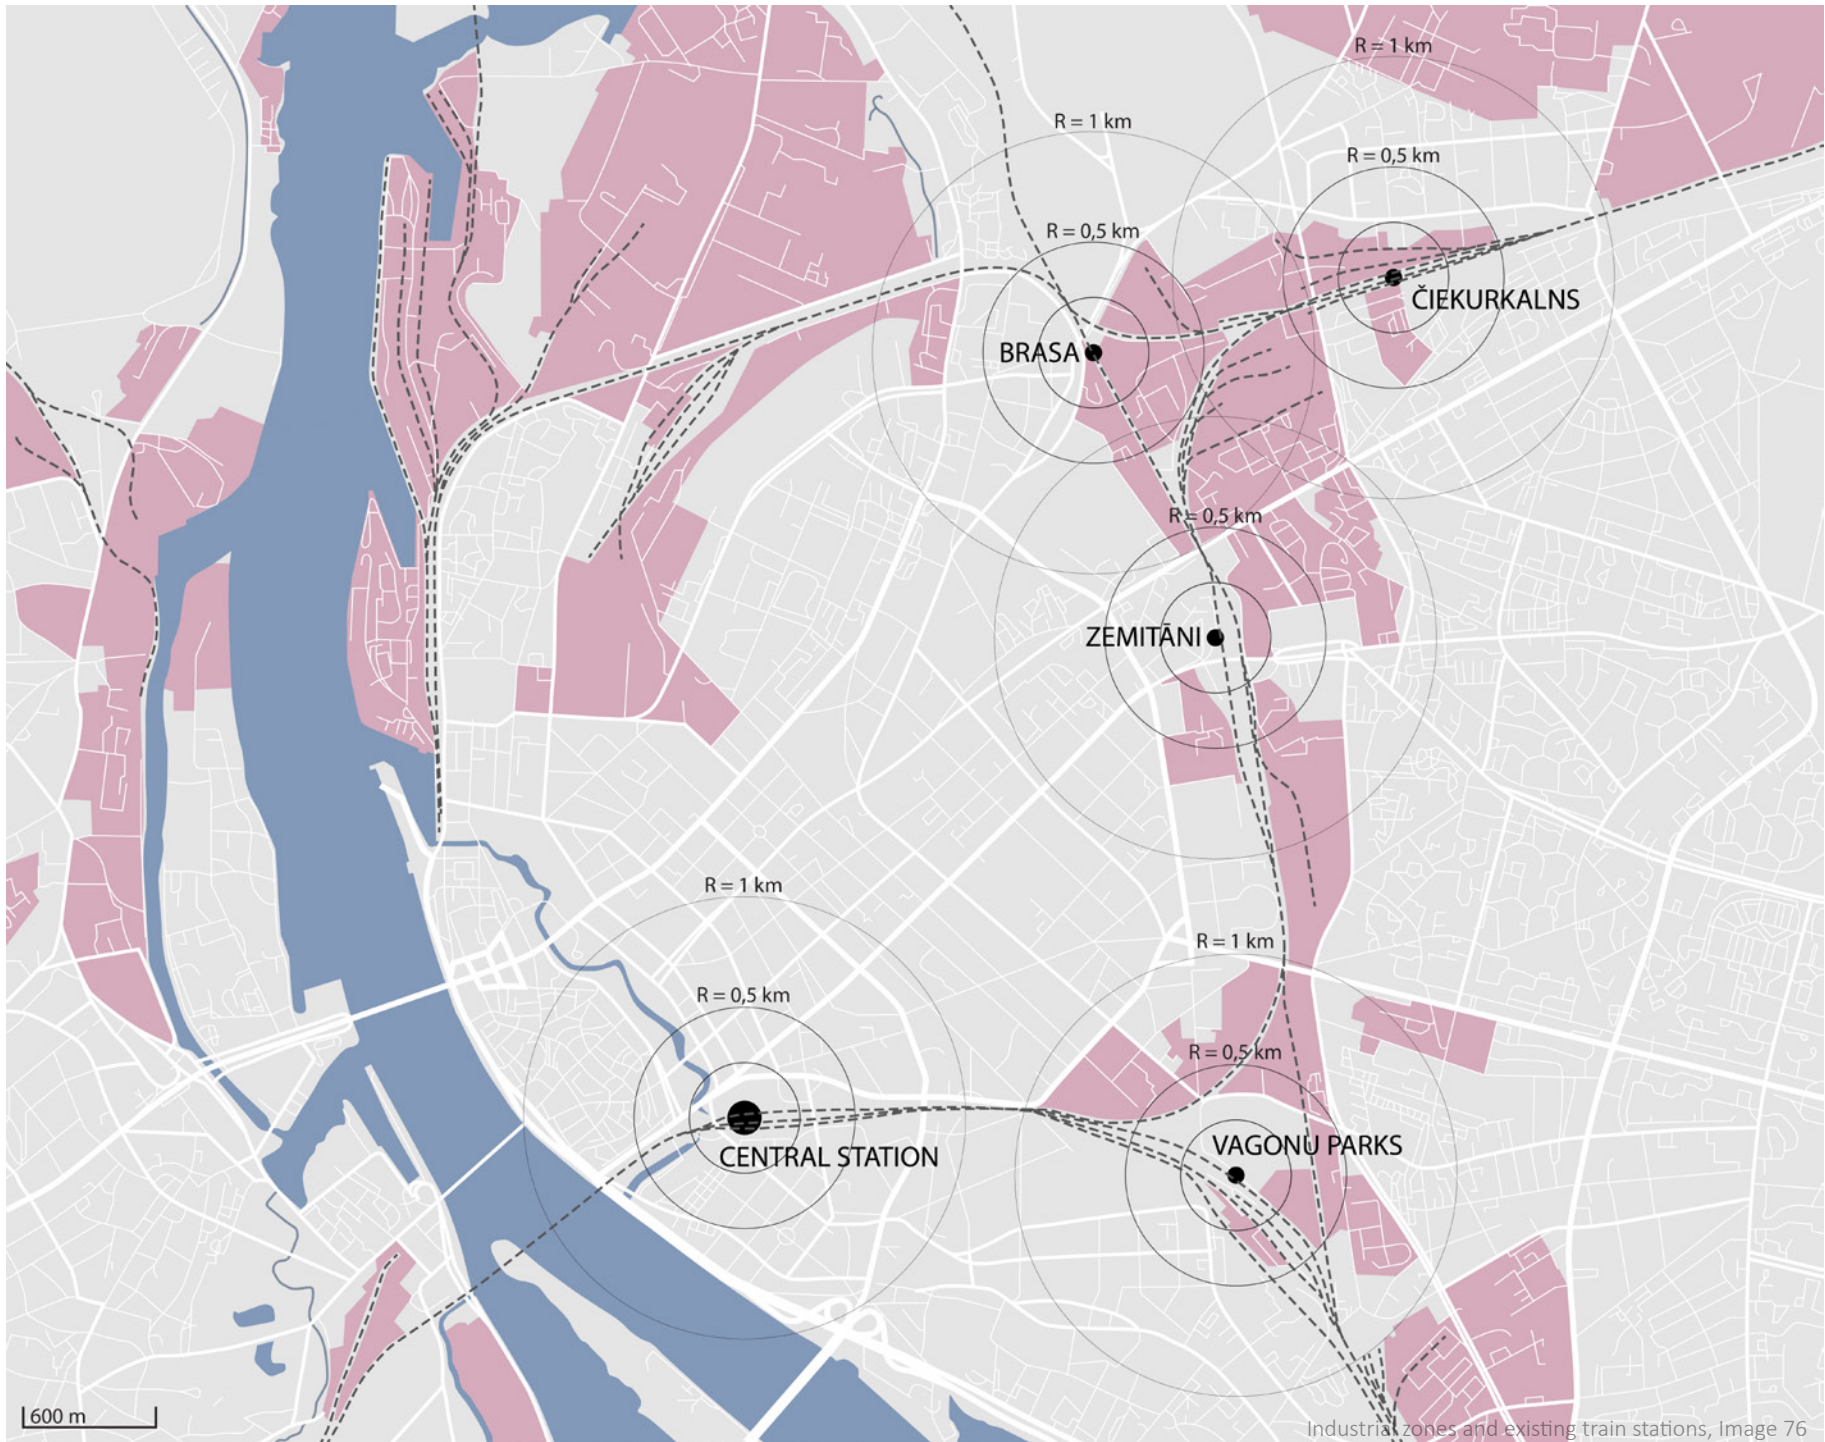 R = 1 km
R = 1 km
R = 0,5 km
R = 0,5 km
ČIEKURKALNS
BRASA
R = 0,5 km
ZEMITĀNI
R = 1 km
R = 1 km
R = 0,5 km
R = 0,5 km
VAGONU PARKS
CENTRAL STATION
600 m
Industrial zones and existing train stations, Image 76